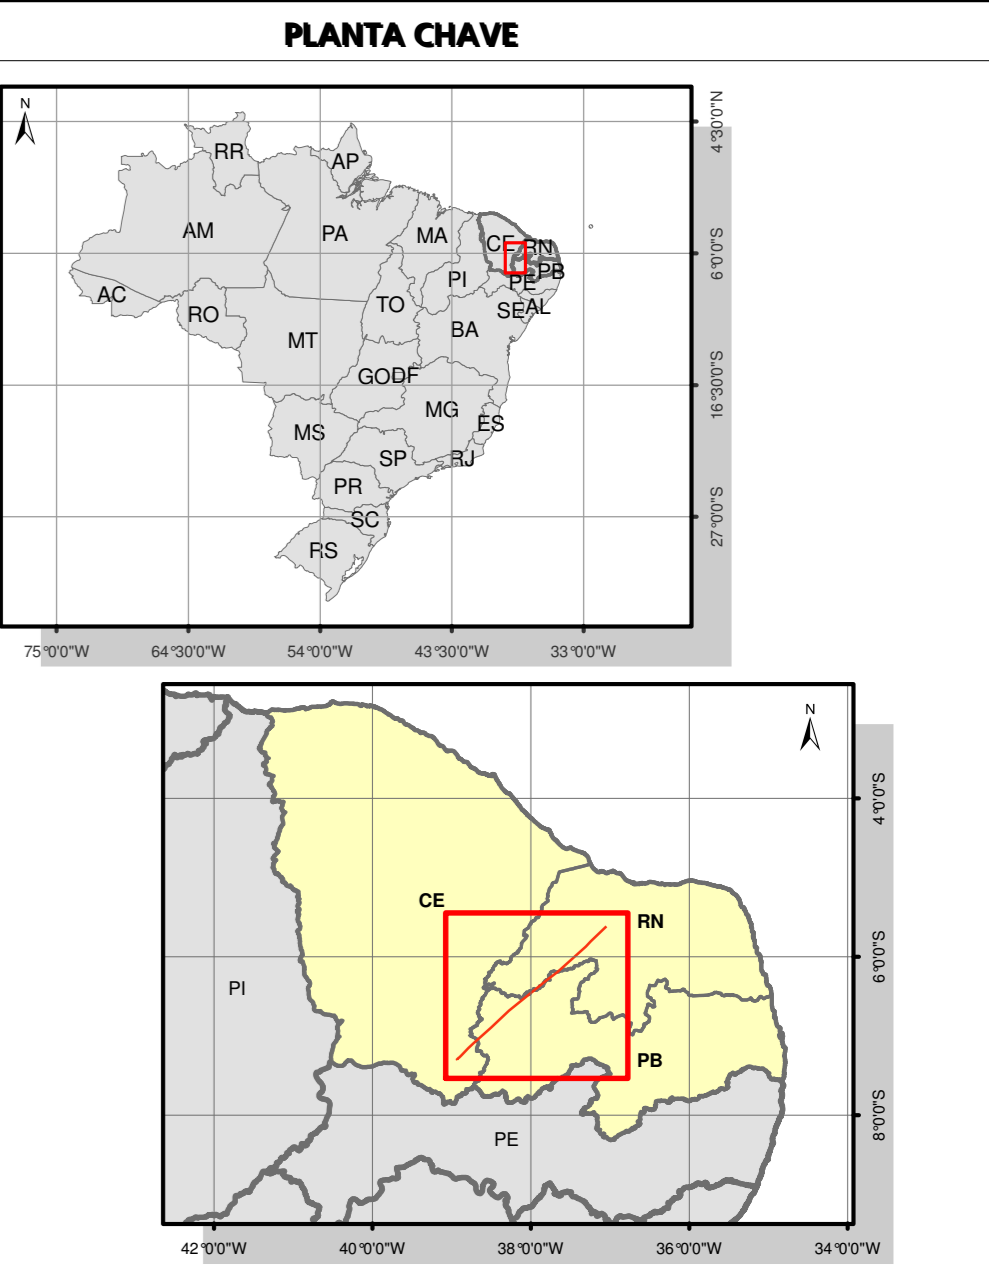 PLANTA CHAVE
N
4°30'0"N
RR
AP
AM
PA
MA
CE
RN
6°0'0"S
PI
PB
PE
AC
TO
RO
SE
AL
BA
MT
GO
DF
16°30'0"S
MG
ES
MS
SP
RJ
PR
SC
27°0'0"S
RS
75°0'0"W
64°30'0"W
54°0'0"W
43°30'0"W
33°0'0"W
N
4°0'0"S
CE
RN
6°0'0"S
PI
PB
8°0'0"S
PE
42°0'0"W
40°0'0"W
38°0'0"W
36°0'0"W
34°0'0"W